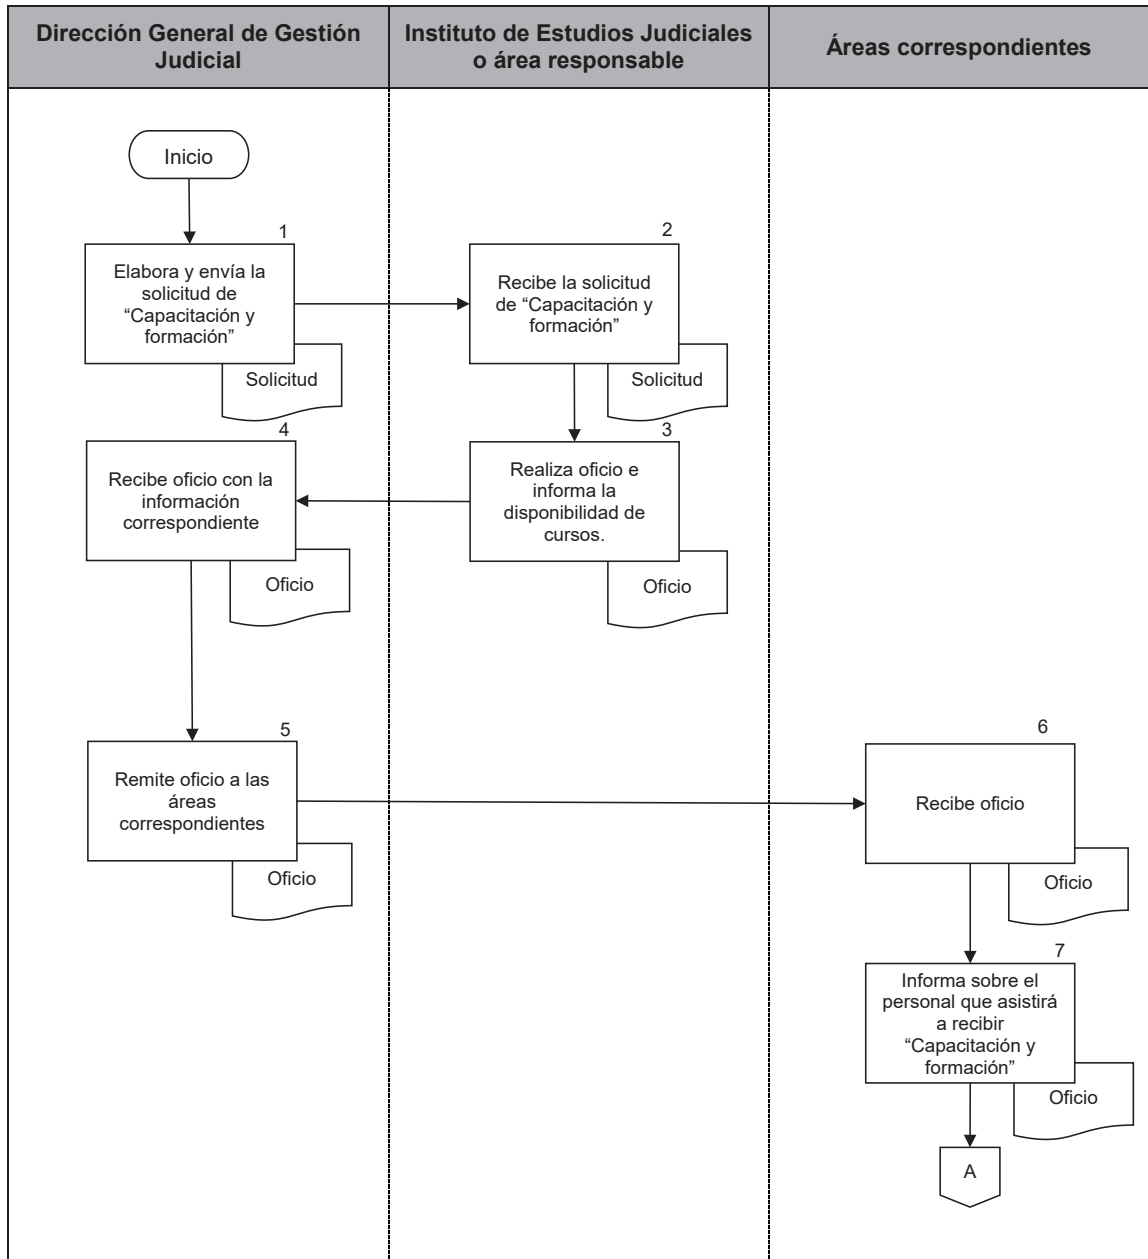 Dirección General de Gestión
Judicial
Instituto de Estudios Judiciales
o área responsable
Áreas correspondientes
Inicio
1
Elabora y envía la
solicitud de
“Capacitación y
formación”
Solicitud
2
Recibe la solicitud
de “Capacitación y
formación”
Solicitud
3
Realiza oficio e
informa la
disponibilidad de
cursos.
Oficio
4
Recibe oficio con la
información
correspondiente
Oficio
5
Remite oficio a las
áreas
correspondientes
Oficio
6
Recibe oficio
Oficio
7
Informa sobre el
personal que asistirá
a recibir
“Capacitación y
formación”
Oficio
A